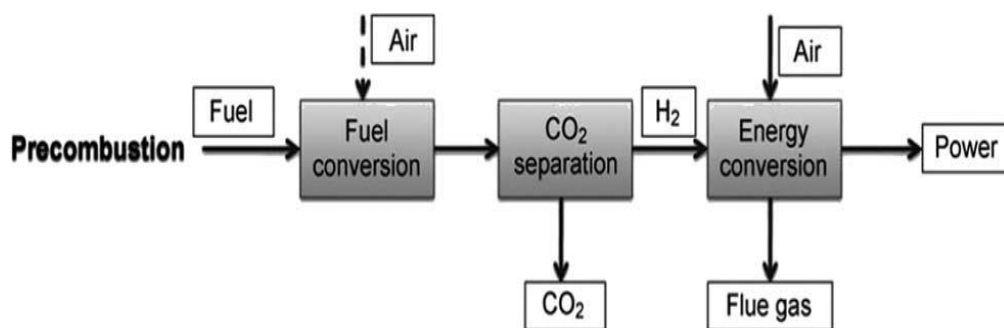 Air
Air
Fuel
H₂
Precombustion
Fuel
conversion
CO₂
separation
Energy
conversion
Power
CO₂
Flue gas